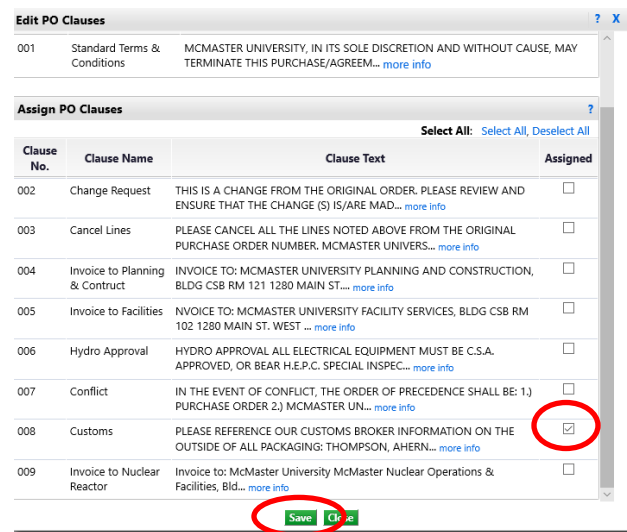 Edit PO Clauses ? X
001 Standard Terms & MCMASTER UNIVERSITY, IN ITS SOLE DISCRETION AND WITHOUT CAUSE, MAY
Conditions TERMINATE THIS PURCHASE/AGREEM... more info
Assign PO Clauses ?
Select All: Select All, Deselect All
Clause No. Clause Name Clause Text Assigned
002 Change Request THIS IS A CHANGE FROM THE ORIGINAL ORDER. PLEASE REVIEW AND
ENSURE THAT THE CHANGE (S) IS/ARE MAD... more info
003 Cancel Lines PLEASE CANCEL ALL THE LINES NOTED ABOVE FROM THE ORIGINAL
PURCHASE ORDER NUMBER. MCMASTER UNIVERS... more info
004 Invoice to Planning INVOICE TO: MCMASTER UNIVERSITY PLANNING AND CONSTRUCTION,
& Contruct BLDG CSB RM 121 1280 MAIN ST.... more info
005 Invoice to Facilities NVOICE TO: MCMASTER UNIVERSITY FACILITY SERVICES, BLDG CSB RM
102 1280 MAIN ST. WEST ... more info
006 Hydro Approval HYDRO APPROVAL ALL ELECTRICAL EQUIPMENT MUST BE C.S.A.
APPROVED, OR BEAR H.E.P.C. SPECIAL INSPEC... more info
007 Conflict IN THE EVENT OF CONFLICT, THE ORDER OF PRECEDENCE SHALL BE: 1.)
PURCHASE ORDER 2.) MCMASTER UN... more info
008 Customs PLEASE REFERENCE OUR CUSTOMS BROKER INFORMATION ON THE
OUTSIDE OF ALL PACKAGING: THOMPSON, AHERN... more info
009 Invoice to Nuclear Invoice to: McMaster University McMaster Nuclear Operations &
Reactor Facilities, Bld... more info
Save Close